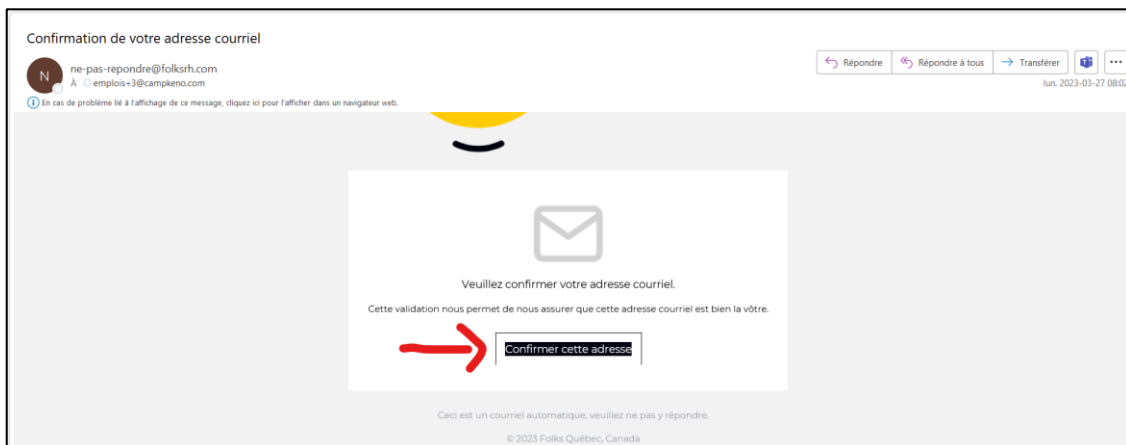 Confirmation de votre adresse courriel
N
ne-pas-repondre@folksrh.com
À emplois+3@campkeno.com
Répondre
Répondre à tous
Transférer
lun. 2023-03-27 08:02
En cas de problème lié à l'affichage de ce message, cliquez ici pour l'afficher dans un navigateur web.
Veuillez confirmer votre adresse courriel.
Cette validation nous permet de nous assurer que cette adresse courriel est bien la vôtre.
Confirmer cette adresse
Ceci est un courriel automatique, veuillez ne pas y répondre.
© 2023 Folks Québec, Canada